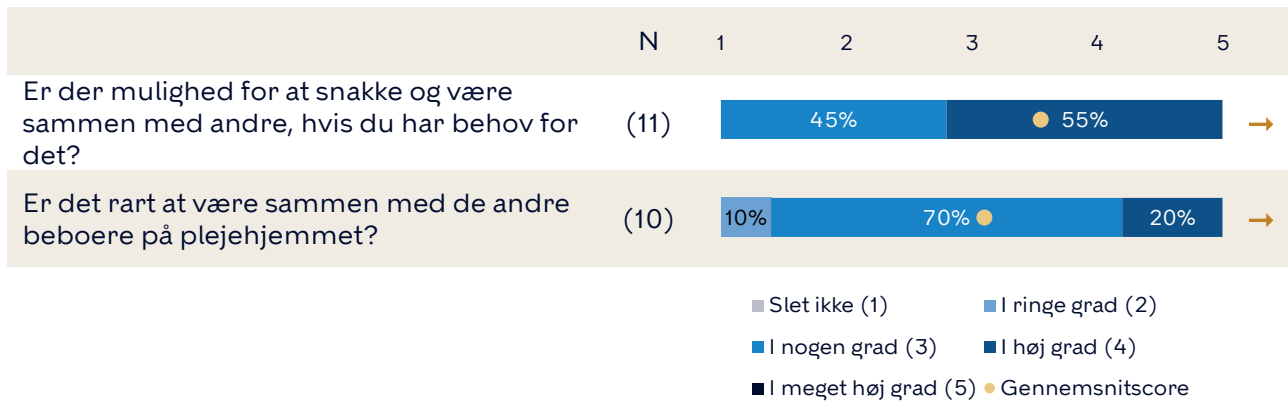 N 1 2 3 4 5
Er der mulighed for at snakke og være
sammen med andre, hvis du har behov for
det?
(11) 45% 55% →
Er det rart at være sammen med de andre
beboere på plejehjemmet?
(10) 10% 70% 20% →
Slet ikke (1) I ringe grad (2)
I nogen grad (3) I høj grad (4)
I meget høj grad (5) Gennemsnitscore